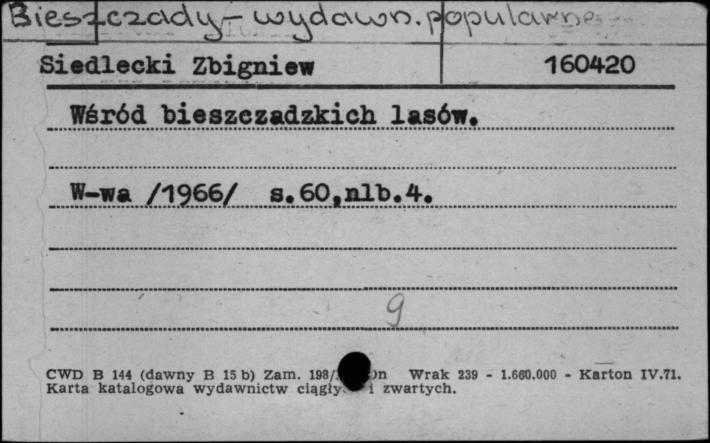 Bieszczady - wydawn. popularne
Siedlecki Zbigniew 160420
Wśród bieszczadzkich lasów.
W-wa /1966/ s.60,nlb.4.
9
CWD B 144 (dawny B 15 b) Zam. 198/ Wrak 239 - 1.660.000 - Karton IV.71.
Karta katalogowa wydawnictw i zwartych.